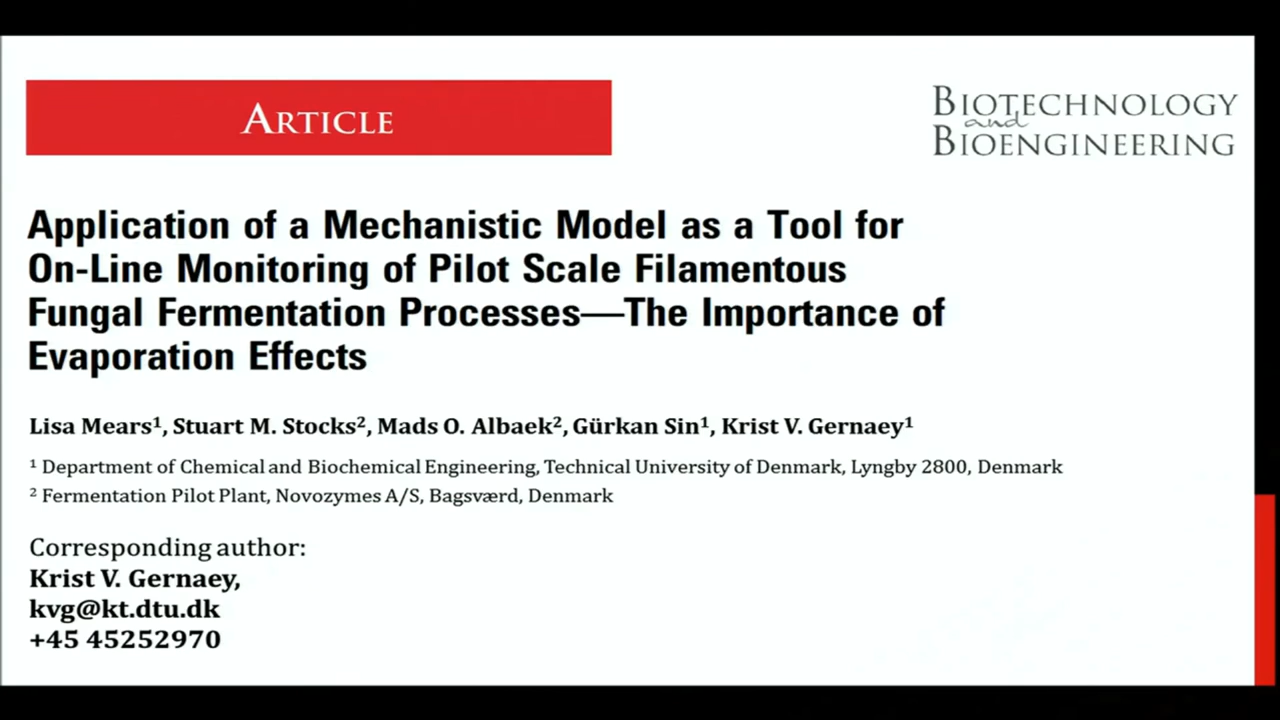 ARTICLE
BIOTECHNOLOGY
and
BIOENGINEERING
Application of a Mechanistic Model as a Tool for
On-Line Monitoring of Pilot Scale Filamentous
Fungal Fermentation Processes—The Importance of
Evaporation Effects
Lisa Mears¹, Stuart M. Stocks², Mads O. Albaek², Gürkan Sin¹, Krist V. Gernaey¹
¹ Department of Chemical and Biochemical Engineering, Technical University of Denmark, Lyngby 2800, Denmark
² Fermentation Pilot Plant, Novozymes A/S, Bagsværd, Denmark
Corresponding author:
Krist V. Gernaey,
kvg@kt.dtu.dk
+45 45252970